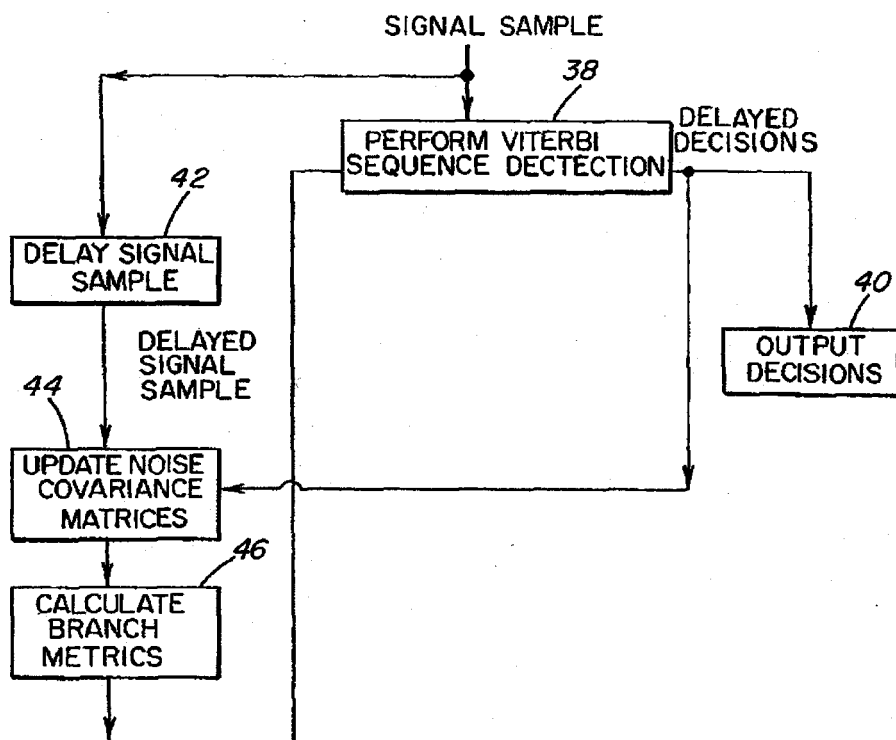 SIGNAL SAMPLE
38
PERFORM VITERBI
SEQUENCE DECTECTION
DELAYED
DECISIONS
42
DELAY SIGNAL
SAMPLE
40
OUTPUT
DECISIONS
DELAYED
SIGNAL
SAMPLE
44
UPDATE NOISE
COVARIANCE
MATRICES
46
CALCULATE
BRANCH
METRICS